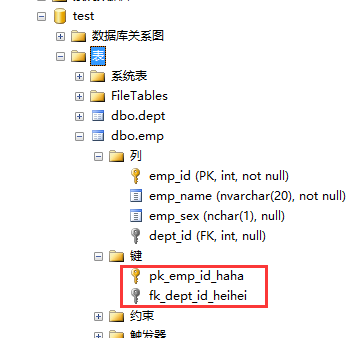 test
数据库关系图
表
系统表
FileTables
dbo.dept
dbo.emp
列
emp_id (PK, int, not null)
emp_name (nvarchar(20), not null)
emp_sex (nchar(1), null)
dept_id (FK, int, null)
键
pk_emp_id_haha
fk_dept_id_heihei
约束
触发器